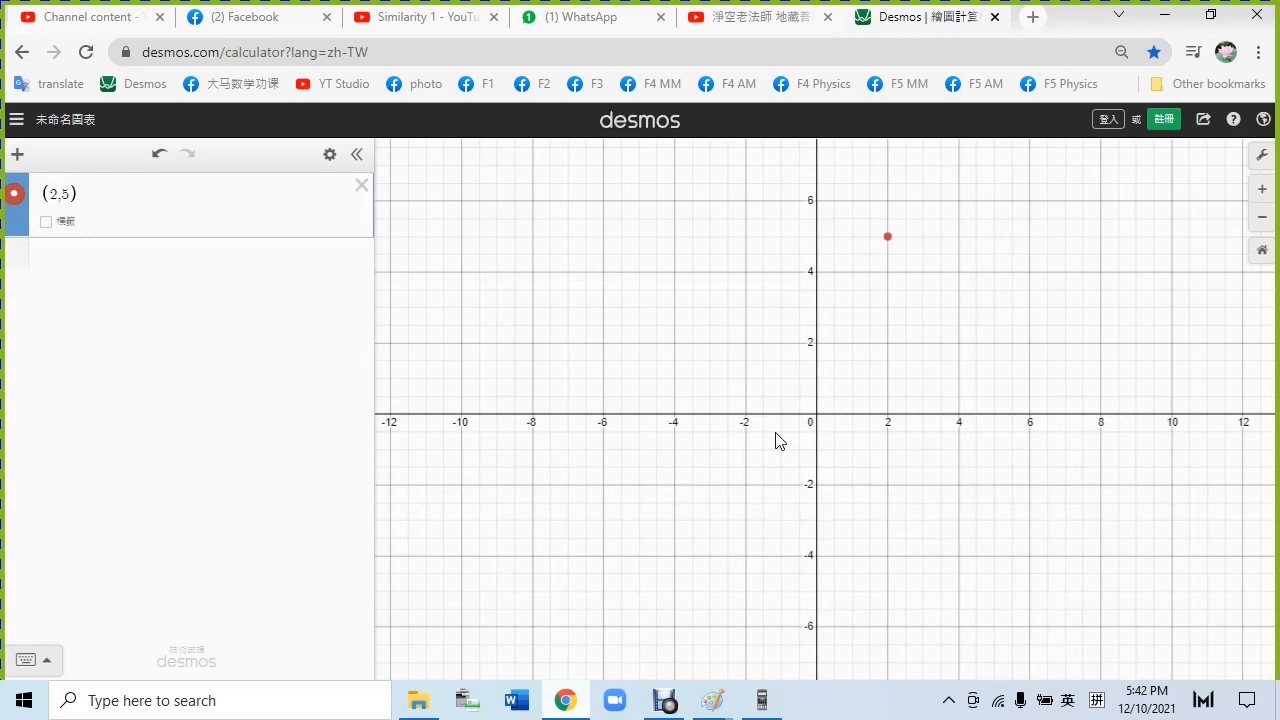 Channel content -
(2) Facebook
Similarity 1 - YouTu
(1) WhatsApp
淨空老法師 地藏菩
Desmos | 繪圖計算
desmos.com/calculator?lang=zh-TW
translate
Desmos
大马数学功课
YT Studio
photo
F1
F2
F3
F4 MM
F4 AM
F4 Physics
F5 MM
F5 AM
F5 Physics
Other bookmarks
未命名圖表
desmos
登入 或 註冊
(2,5)
標籤
6
4
2
-12 -10 -8 -6 -4 -2 0 2 4 6 8 10 12
-2
-4
-6
技術支援
desmos
Type here to search
英
拼
5:42 PM
12/10/2021